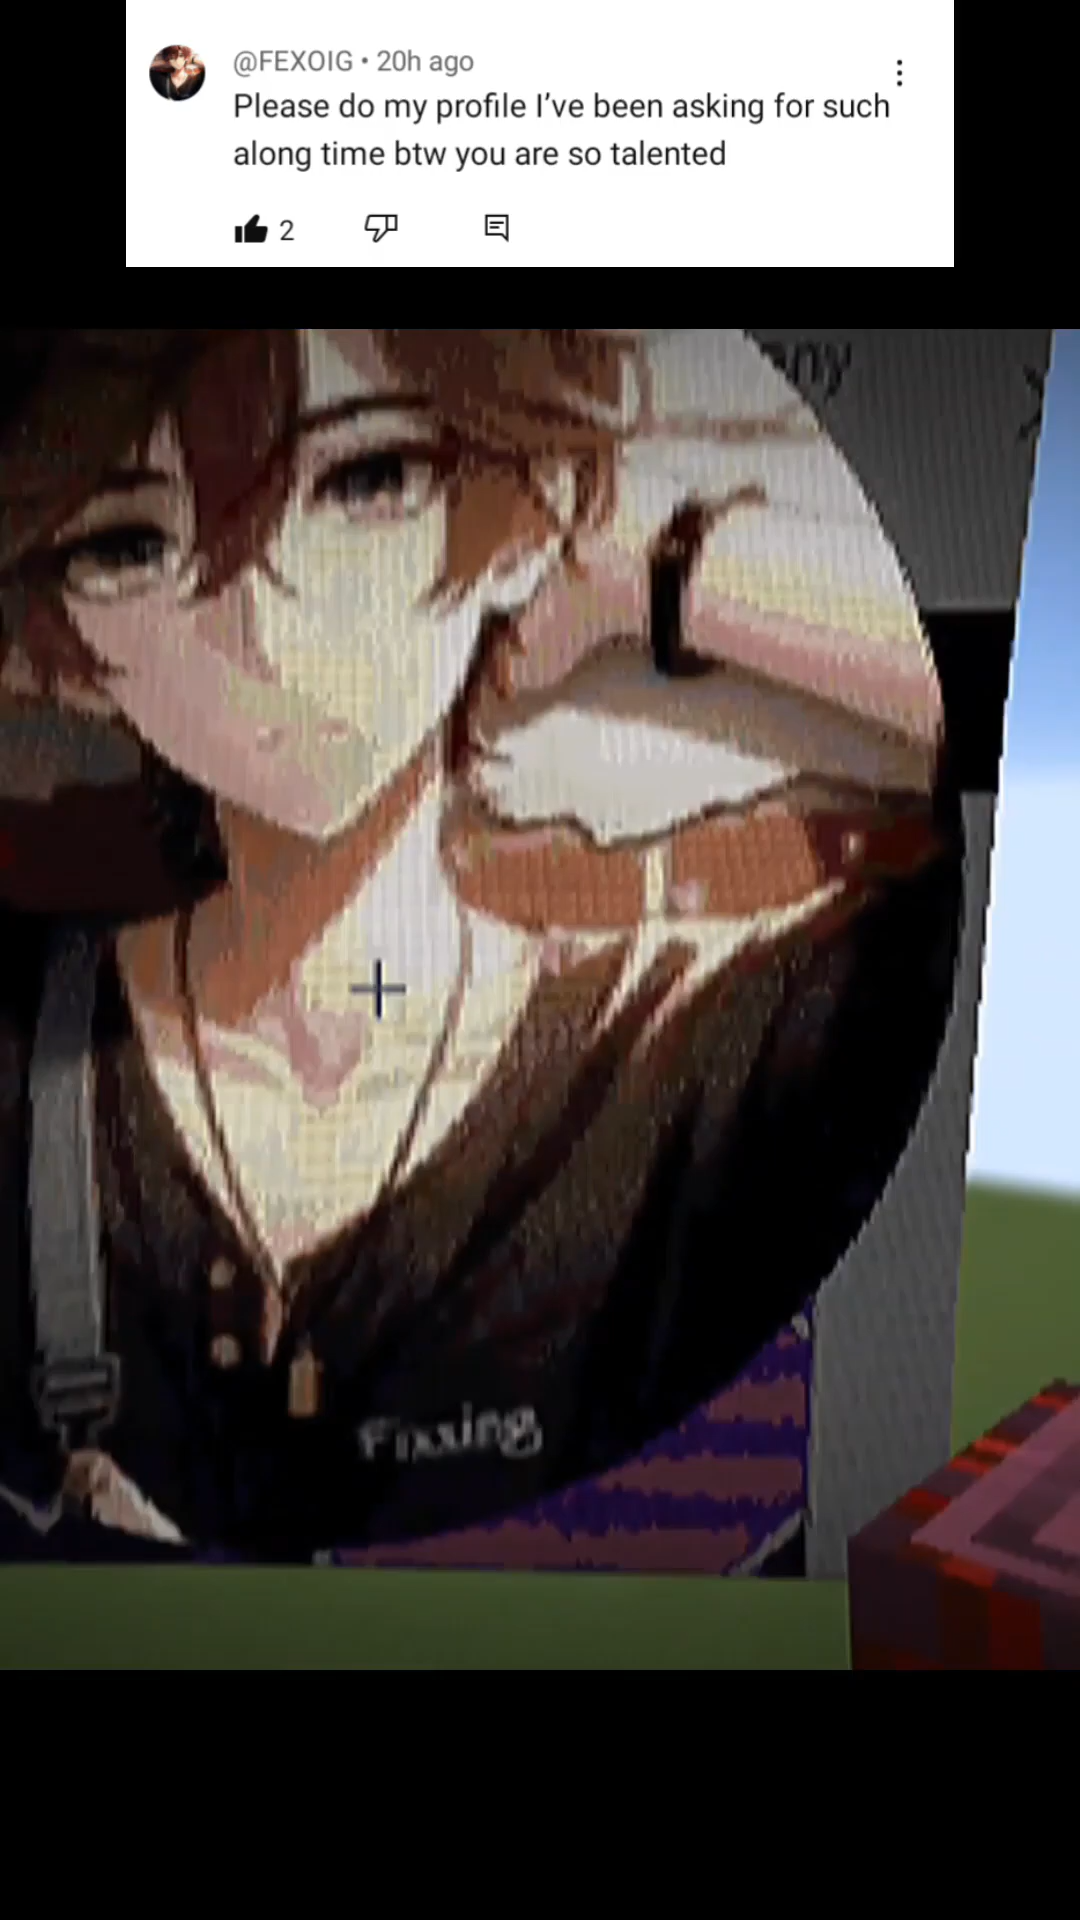 @FEXOIG • 20h ago
Please do my profile I’ve been asking for such
along time btw you are so talented
2
ny
Fixxing